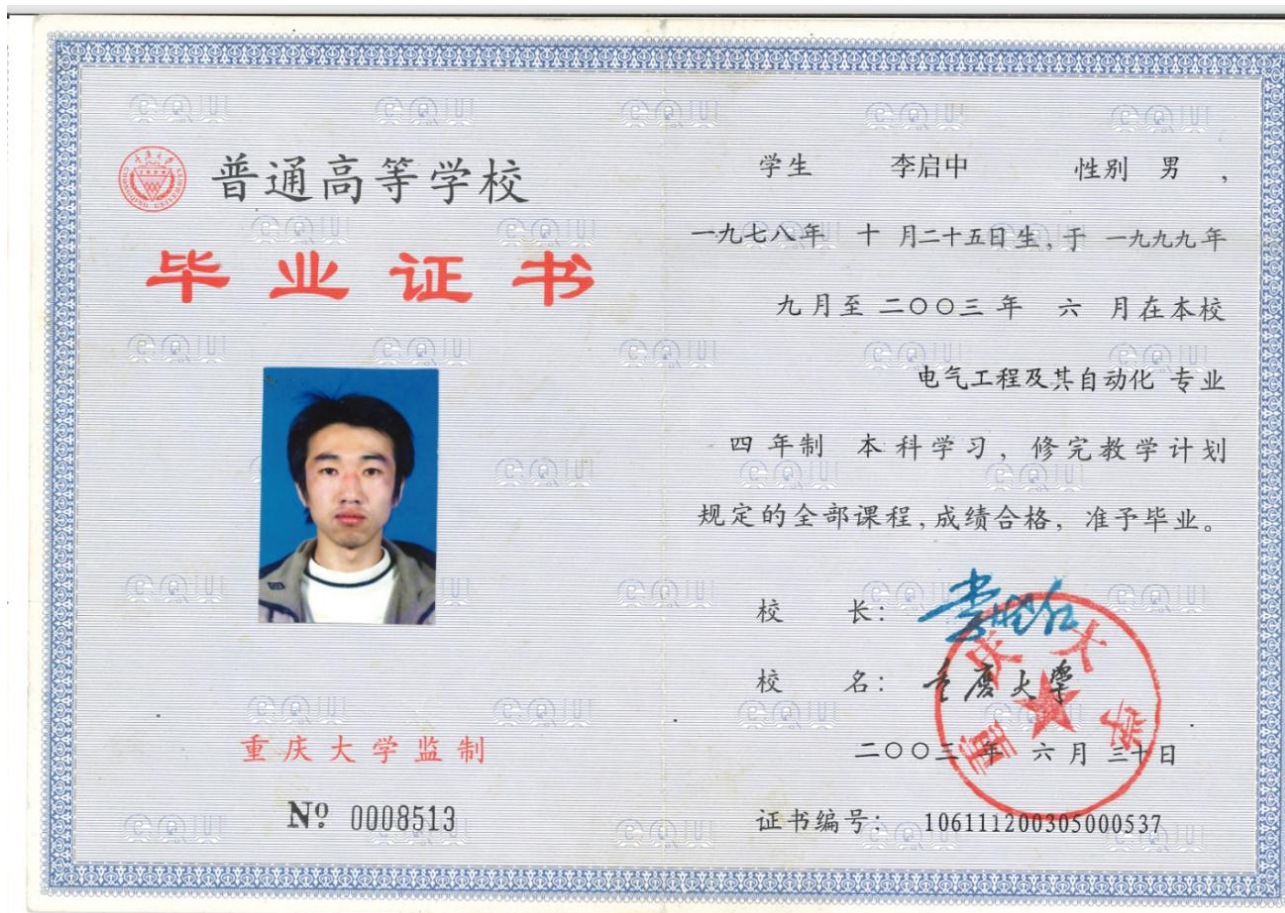 普通高等学校
毕业证书
重庆大学监制
Nº 0008513
学生 李启中 性别 男 ,
一九七八年 十 月二十五日生,于 一九九九年
九月至 二〇〇三 年 六 月在本校
电气工程及其自动化 专业
四 年制 本科学习, 修完教学计划
规定的全部课程,成绩合格, 准予毕业。
校 长:
校 名: 重庆大学
二〇〇三 年 六 月 三十日
证书编号: 106111200305000537
重庆大学
CQU